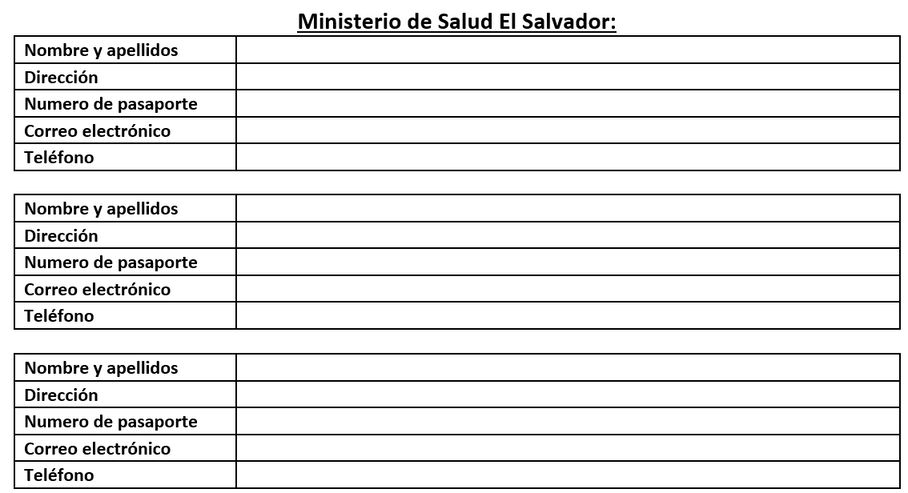 Ministerio de Salud El Salvador:
Nombre y apellidos
Dirección
Numero de pasaporte
Correo electrónico
Teléfono
Nombre y apellidos
Dirección
Numero de pasaporte
Correo electrónico
Teléfono
Nombre y apellidos
Dirección
Numero de pasaporte
Correo electrónico
Teléfono